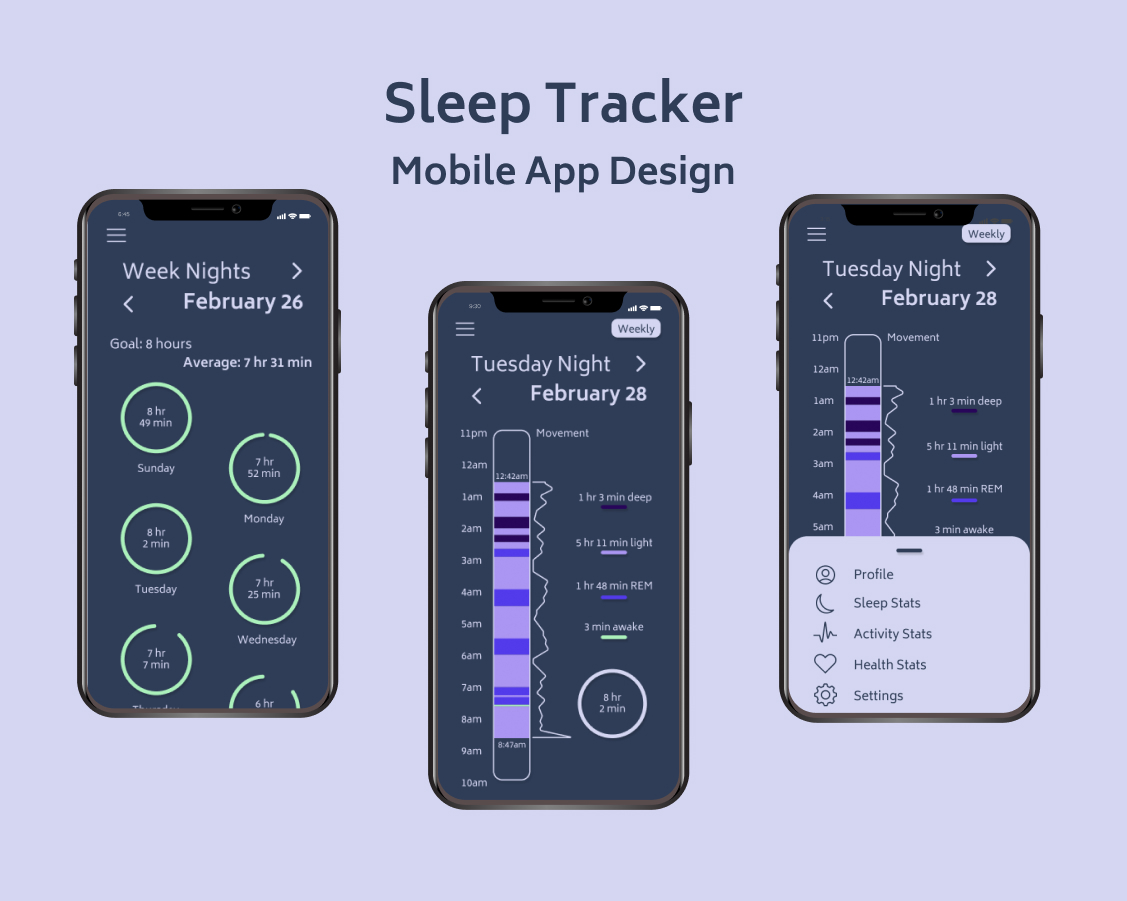 Sleep Tracker
Mobile App Design
6:45
Week Nights
February 26
Goal: 8 hours
Average: 7 hr 31 min
8 hr
49 min
Sunday
7 hr
52 min
Monday
8 hr
2 min
Tuesday
7 hr
25 min
Wednesday
7 hr
7 min
Thursday
6 hr
9:30
Weekly
Tuesday Night
February 28
11pm
Movement
12am
12:42am
1am
1 hr 3 min deep
2am
5 hr 11 min light
3am
1 hr 48 min REM
4am
5am
3 min awake
6am
7am
8 hr
2 min
8am
8:47am
9am
10am
Weekly
Tuesday Night
February 28
11pm
Movement
12am
12:42am
1am
1 hr 3 min deep
2am
5 hr 11 min light
3am
1 hr 48 min REM
4am
5am
3 min awake
Profile
Sleep Stats
Activity Stats
Health Stats
Settings